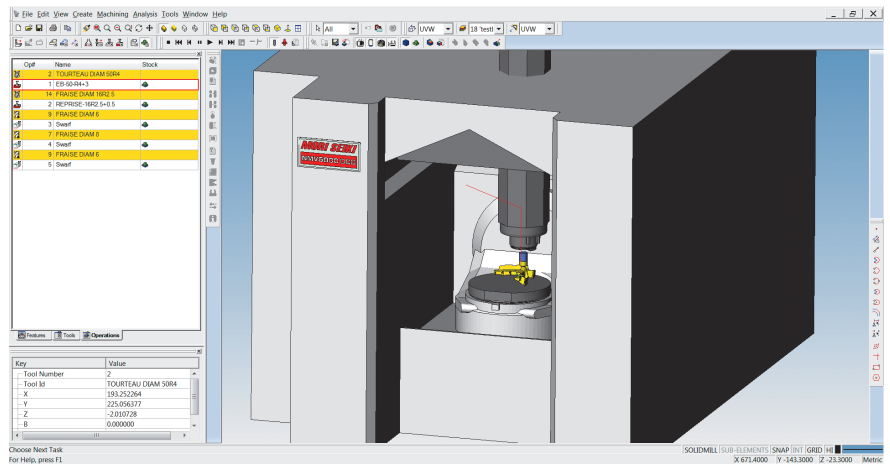 File Edit View Create Machining Analysis Tools Window Help
All UVW 18 'testl UVW
Op# Name Stock
2 TOURTEAU DIAM 50R4
1 EB-50-R4+3
14 FRAISE DIAM 16R2.5
2 REPRISE-16R2.5+0.5
9 FRAISE DIAM 6
3 Swarf
7 FRAISE DIAM 8
4 Swarf
9 FRAISE DIAM 6
5 Swarf
MORI SEIKI
NMV5000
Features Tools Operations
Key Value
Tool Number 2
Tool Id TOURTEAU DIAM 50R4
X 193.252264
Y 225.056377
Z -2.010728
B 0.000000
Choose Next Task
SOLIDMILL SUB-ELEMENTS SNAP INT GRID HI
For Help, press F1
X 671.4000 Y -143.3000 Z -23.3000 Metric